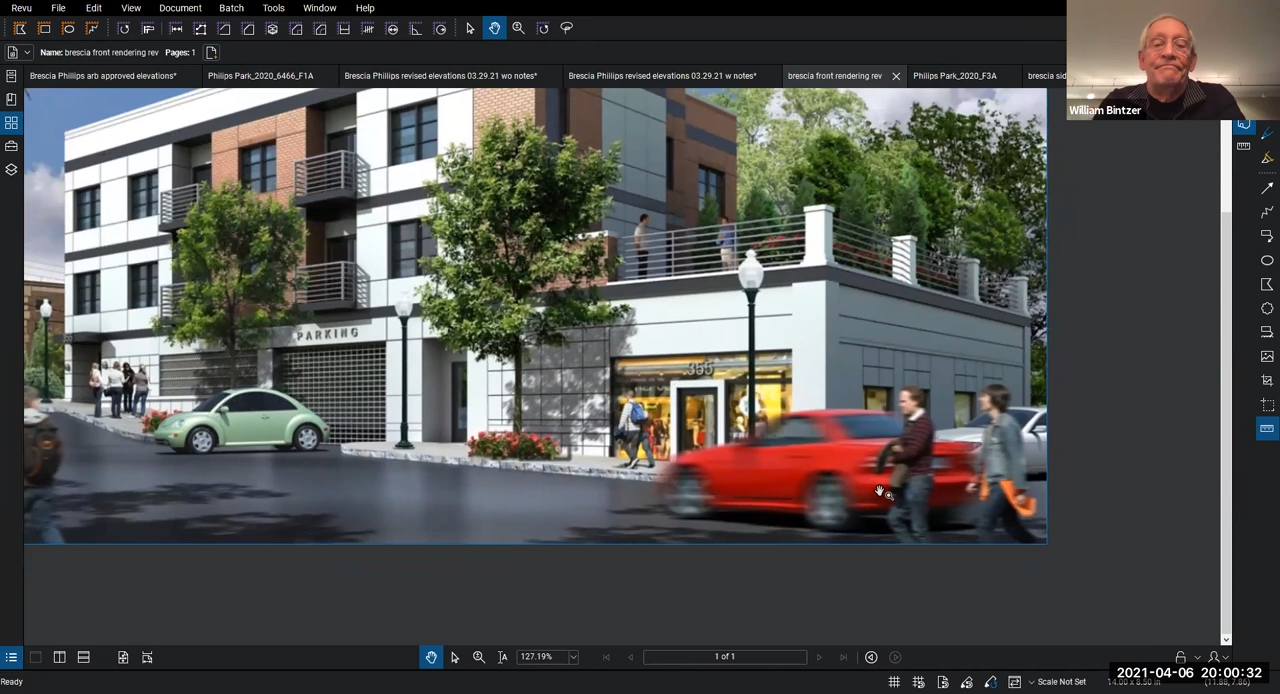 Revu File Edit View Document Batch Tools Window Help
Name: brescia front rendering rev Pages: 1
Brescia Phillips arb approved elevations*
Philips Park_2020_6466_F1A
Brescia Phillips revised elevations 03.29.21 wo notes*
Brescia Phillips revised elevations 03.29.21 w notes*
brescia front rendering rev
Philips Park_2020_F3A
brescia sid
William Bintzer
PARKING
355
127.19%
1 of 1
Ready
Scale Not Set
2021-04-06 20:00:32